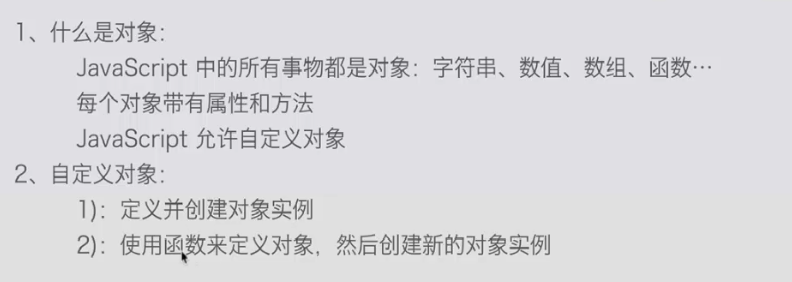 1、什么是对象：
JavaScript 中的所有事物都是对象：字符串、数值、数组、函数…
每个对象带有属性和方法
JavaScript 允许自定义对象
2、自定义对象：
1)：定义并创建对象实例
2)：使用函数来定义对象，然后创建新的对象实例